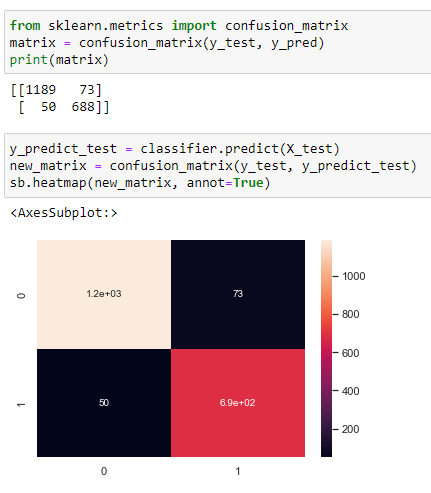 from sklearn.metrics import confusion_matrix
matrix = confusion_matrix(y_test, y_pred)
print(matrix)
[[1189   73]
 [  50  688]]
y_predict_test = classifier.predict(X_test)
new_matrix = confusion_matrix(y_test, y_predict_test)
sb.heatmap(new_matrix, annot=True)
<AxesSubplot:>
0 1.2e+03 73
1 50 6.9e+02
0 1
1000
800
600
400
200